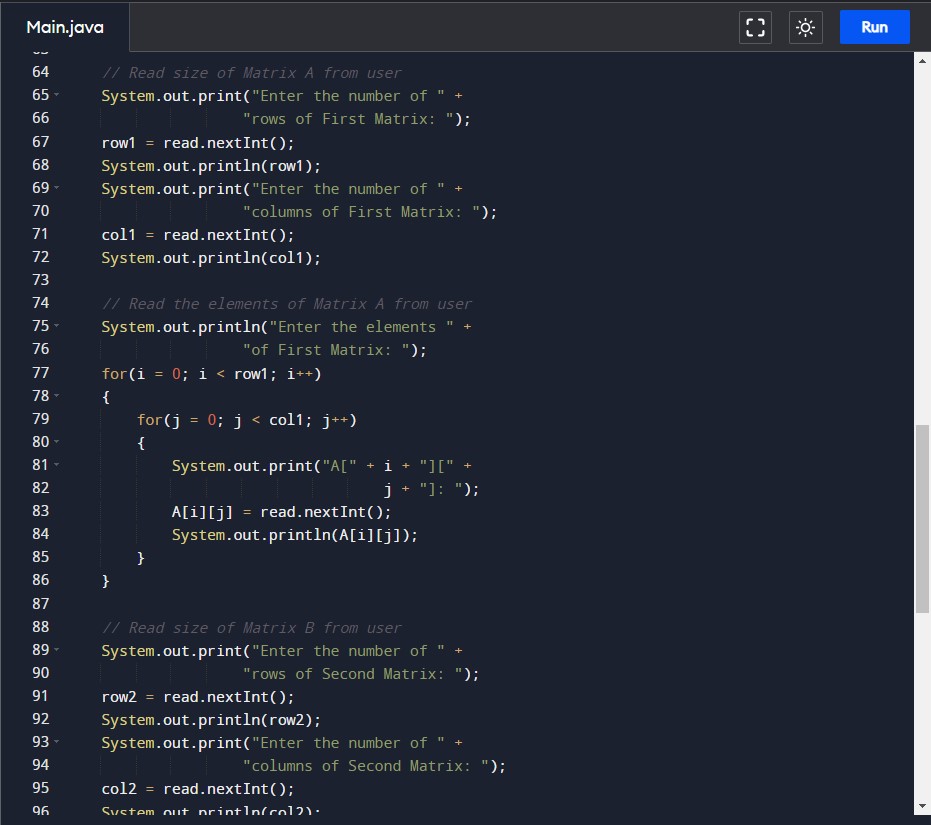 Main.java
Run
64 // Read size of Matrix A from user
65 System.out.print("Enter the number of " +
66 "rows of First Matrix: ");
67 row1 = read.nextInt();
68 System.out.println(row1);
69 System.out.print("Enter the number of " +
70 "columns of First Matrix: ");
71 col1 = read.nextInt();
72 System.out.println(col1);
73
74 // Read the elements of Matrix A from user
75 System.out.println("Enter the elements " +
76 "of First Matrix: ");
77 for(i = 0; i < row1; i++)
78 {
79 for(j = 0; j < col1; j++)
80 {
81 System.out.print("A[" + i + "][" +
82 j + "]: ");
83 A[i][j] = read.nextInt();
84 System.out.println(A[i][j]);
85 }
86 }
87
88 // Read size of Matrix B from user
89 System.out.print("Enter the number of " +
90 "rows of Second Matrix: ");
91 row2 = read.nextInt();
92 System.out.println(row2);
93 System.out.print("Enter the number of " +
94 "columns of Second Matrix: ");
95 col2 = read.nextInt();
96 System.out.println(col2);